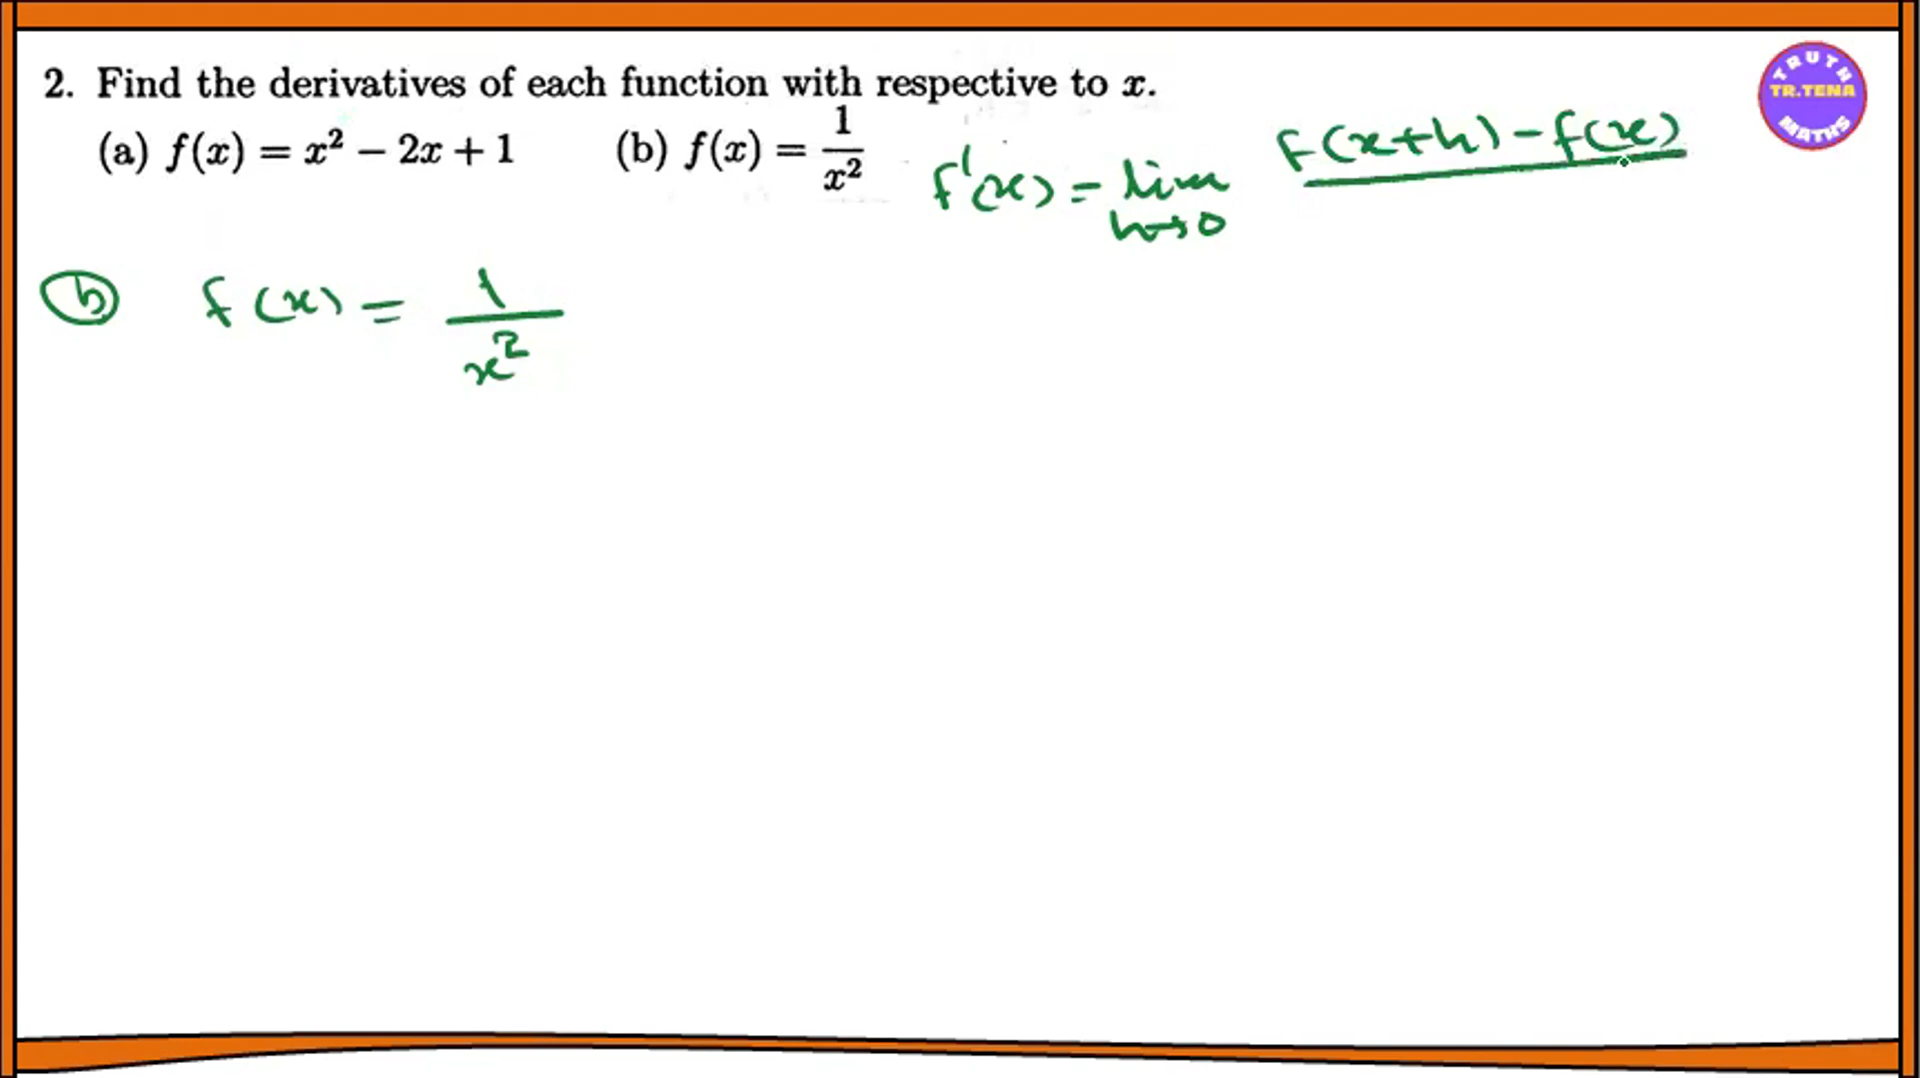 2. Find the derivatives of each function with respective to x.
(a) f(x) = x² − 2x + 1 (b) f(x) = 1/x²
f'(x) = lim h→0 f(x+h) − f(x)
ⓑ f(x) = 1/x²
TRUTH
TR.TENA
MATHS